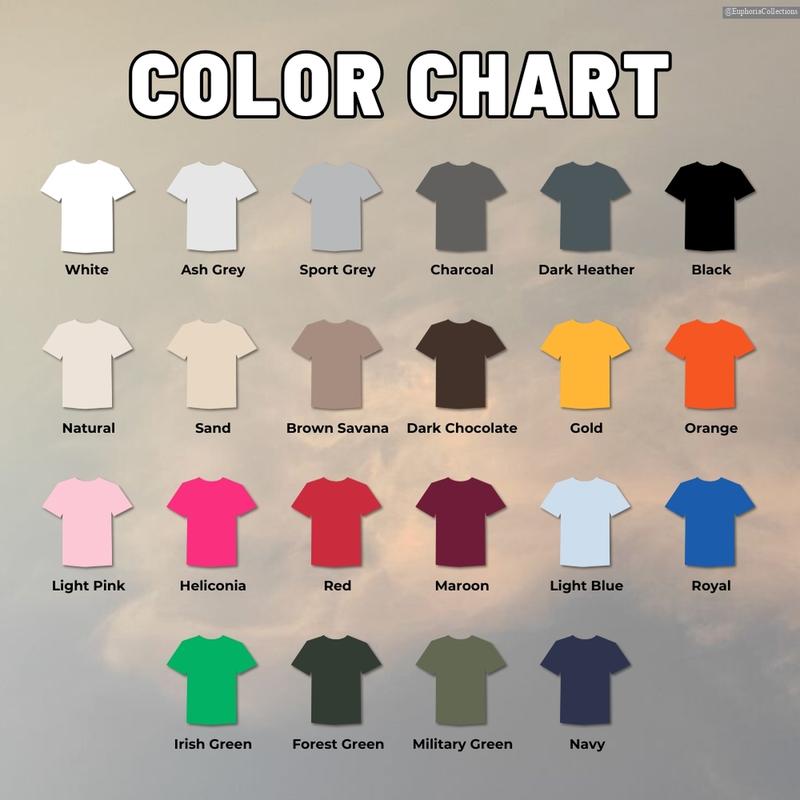 @EuphoriaCollections
COLOR CHART
White
Ash Grey
Sport Grey
Charcoal
Dark Heather
Black
Natural
Sand
Brown Savana
Dark Chocolate
Gold
Orange
Light Pink
Heliconia
Red
Maroon
Light Blue
Royal
Irish Green
Forest Green
Military Green
Navy